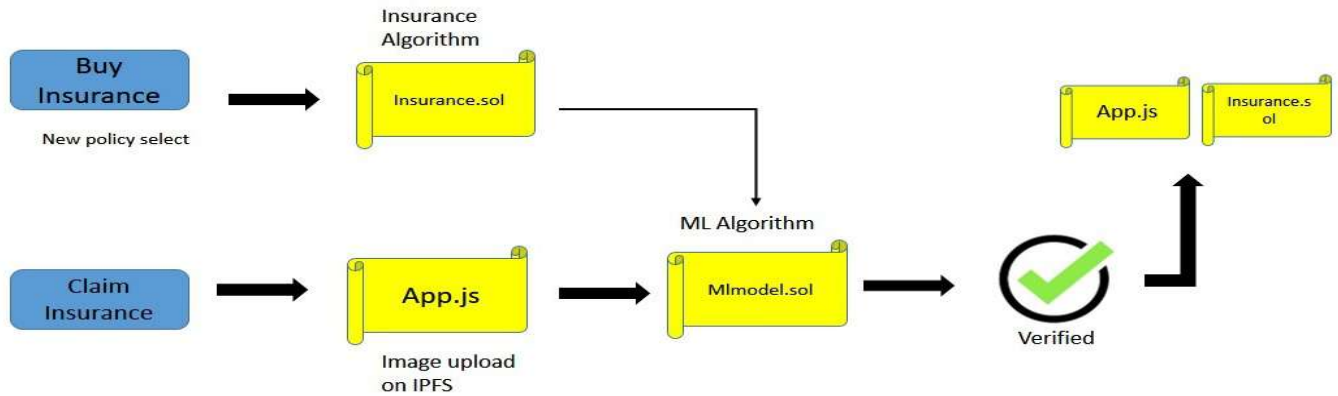 Insurance
Algorithm
Buy
Insurance
Insurance.sol
New policy select
App.js
Insurance.s
ol
ML Algorithm
Claim
Insurance
App.js
Mlmodel.sol
Image upload
on IPFS
Verified